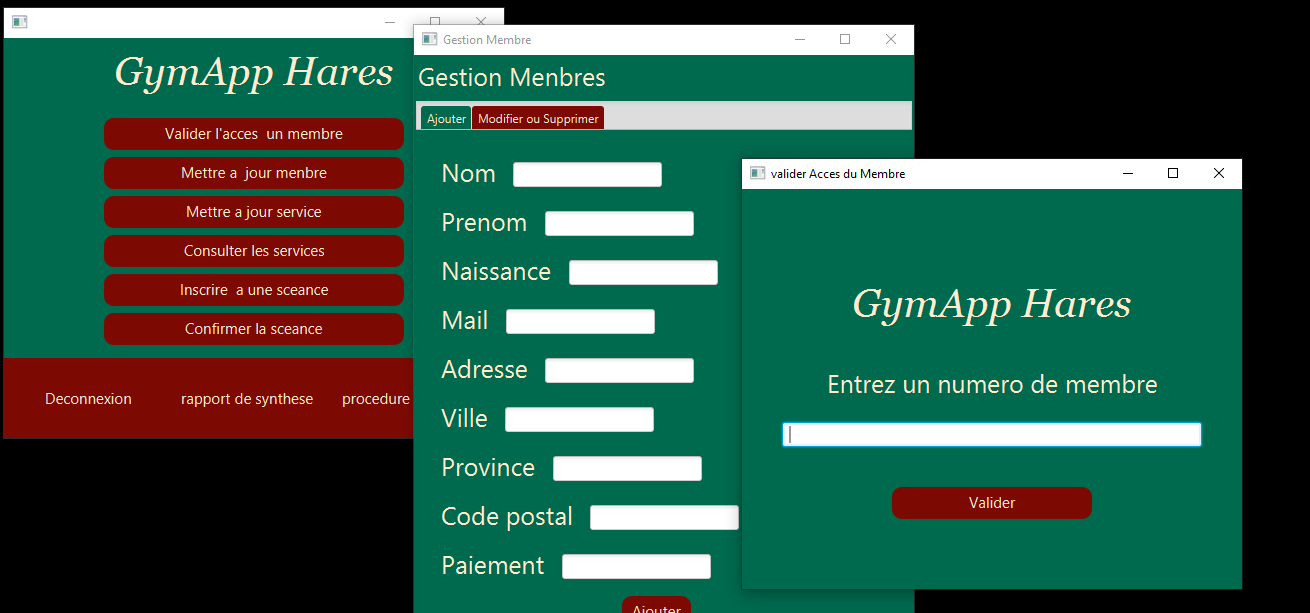 GymApp Hares
Valider l'acces  un membre
Mettre a  jour menbre
Mettre a jour service
Consulter les services
Inscrire  a une sceance
Confirmer la sceance
Deconnexion
rapport de synthese
procedure
Gestion Membre
Gestion Menbres
Ajouter
Modifier ou Supprimer
Nom
Prenom
Naissance
Mail
Adresse
Ville
Province
Code postal
Paiement
Ajouter
valider Acces du Membre
GymApp Hares
Entrez un numero de membre
Valider